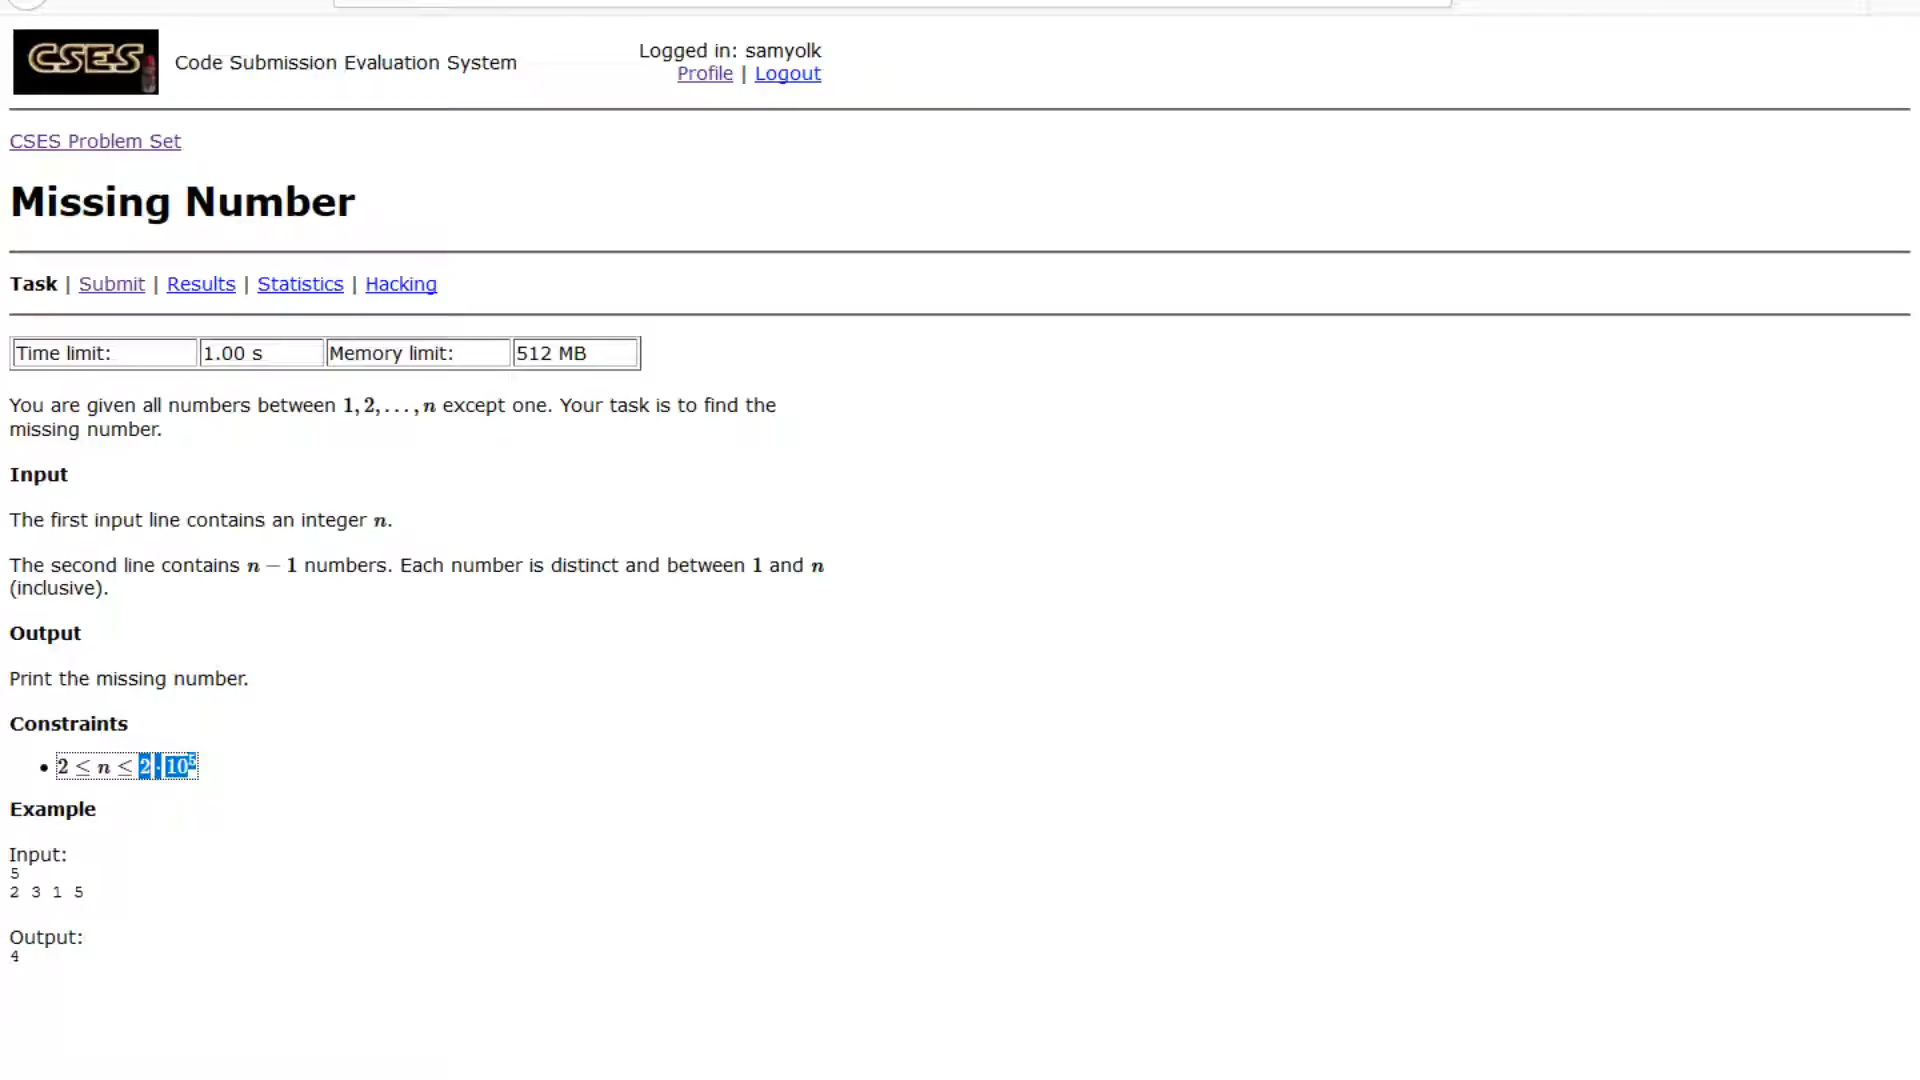 CSES
Code Submission Evaluation System
Logged in: samyolk
Profile | Logout
CSES Problem Set
Missing Number
Task | Submit | Results | Statistics | Hacking
Time limit: 1.00 s Memory limit: 512 MB
You are given all numbers between 1, 2, . . . , n except one. Your task is to find the
missing number.
Input
The first input line contains an integer n.
The second line contains n − 1 numbers. Each number is distinct and between 1 and n
(inclusive).
Output
Print the missing number.
Constraints
• 2 ≤ n ≤ 2 · 10⁵
Example
Input:
5
2 3 1 5
Output:
4